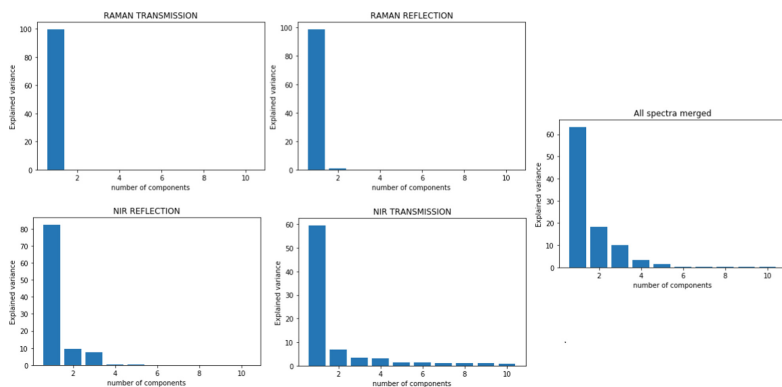 RAMAN TRANSMISSION
Explained variance
100
80
60
40
20
0
2 4 6 8 10
number of components
RAMAN REFLECTION
Explained variance
100
80
60
40
20
0
2 4 6 8 10
number of components
All spectra merged
Explained variance
60
50
40
30
20
10
0
2 4 6 8 10
number of components
NIR REFLECTION
Explained variance
80
70
60
50
40
30
20
10
0
2 4 6 8 10
number of components
NIR TRANSMISSION
Explained variance
60
50
40
30
20
10
0
2 4 6 8 10
number of components
.